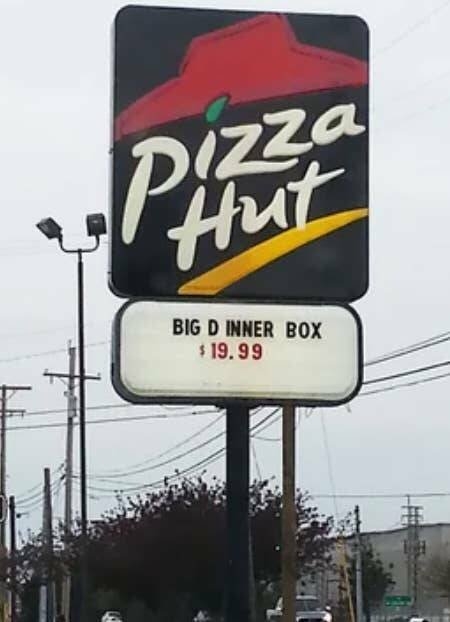 Pizza
Hut
BIG D INNER BOX
$19.99